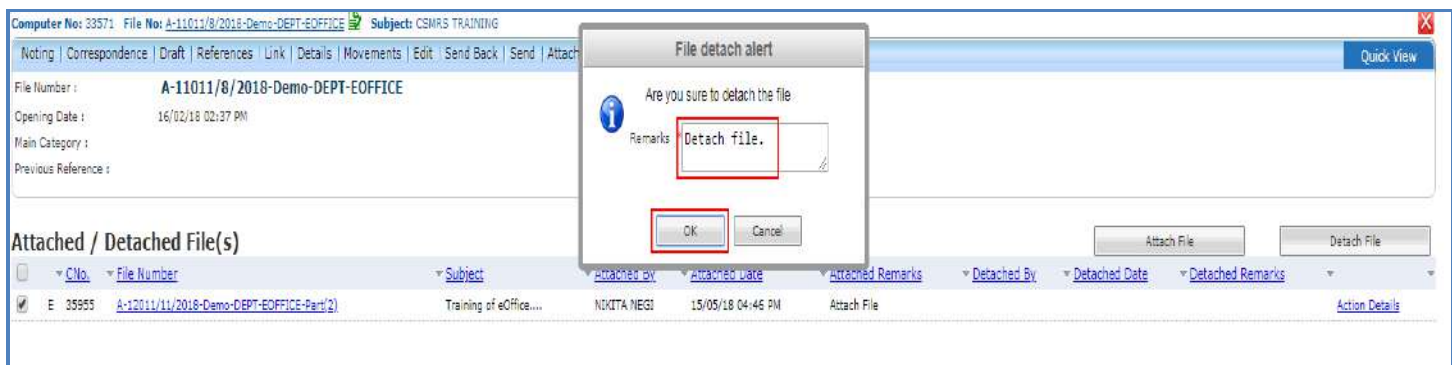 Computer No: 33571 File No: A-11011/8/2018-Demo-DEPT-EOFFICE Subject: CSMRS TRAINING
Noting | Correspondence | Draft | References | Link | Details | Movements | Edit | Send Back | Send | Attach
Quick View
File Number :
A-11011/8/2018-Demo-DEPT-EOFFICE
Opening Date :
16/02/18 02:37 PM
Main Category :
Previous Reference :
File detach alert
Are you sure to detach the file
Remarks *
Detach file.
OK
Cancel
Attached / Detached File(s)
Attach File
Detach File
CNo. File Number Subject Attached By Attached Date Attached Remarks Detached By Detached Date Detached Remarks
E 35955 A-12011/11/2018-Demo-DEPT-EOFFICE-Part(2) Training of eOffice.... NIKITA NEGI 15/05/18 04:46 PM Attach File Action Details